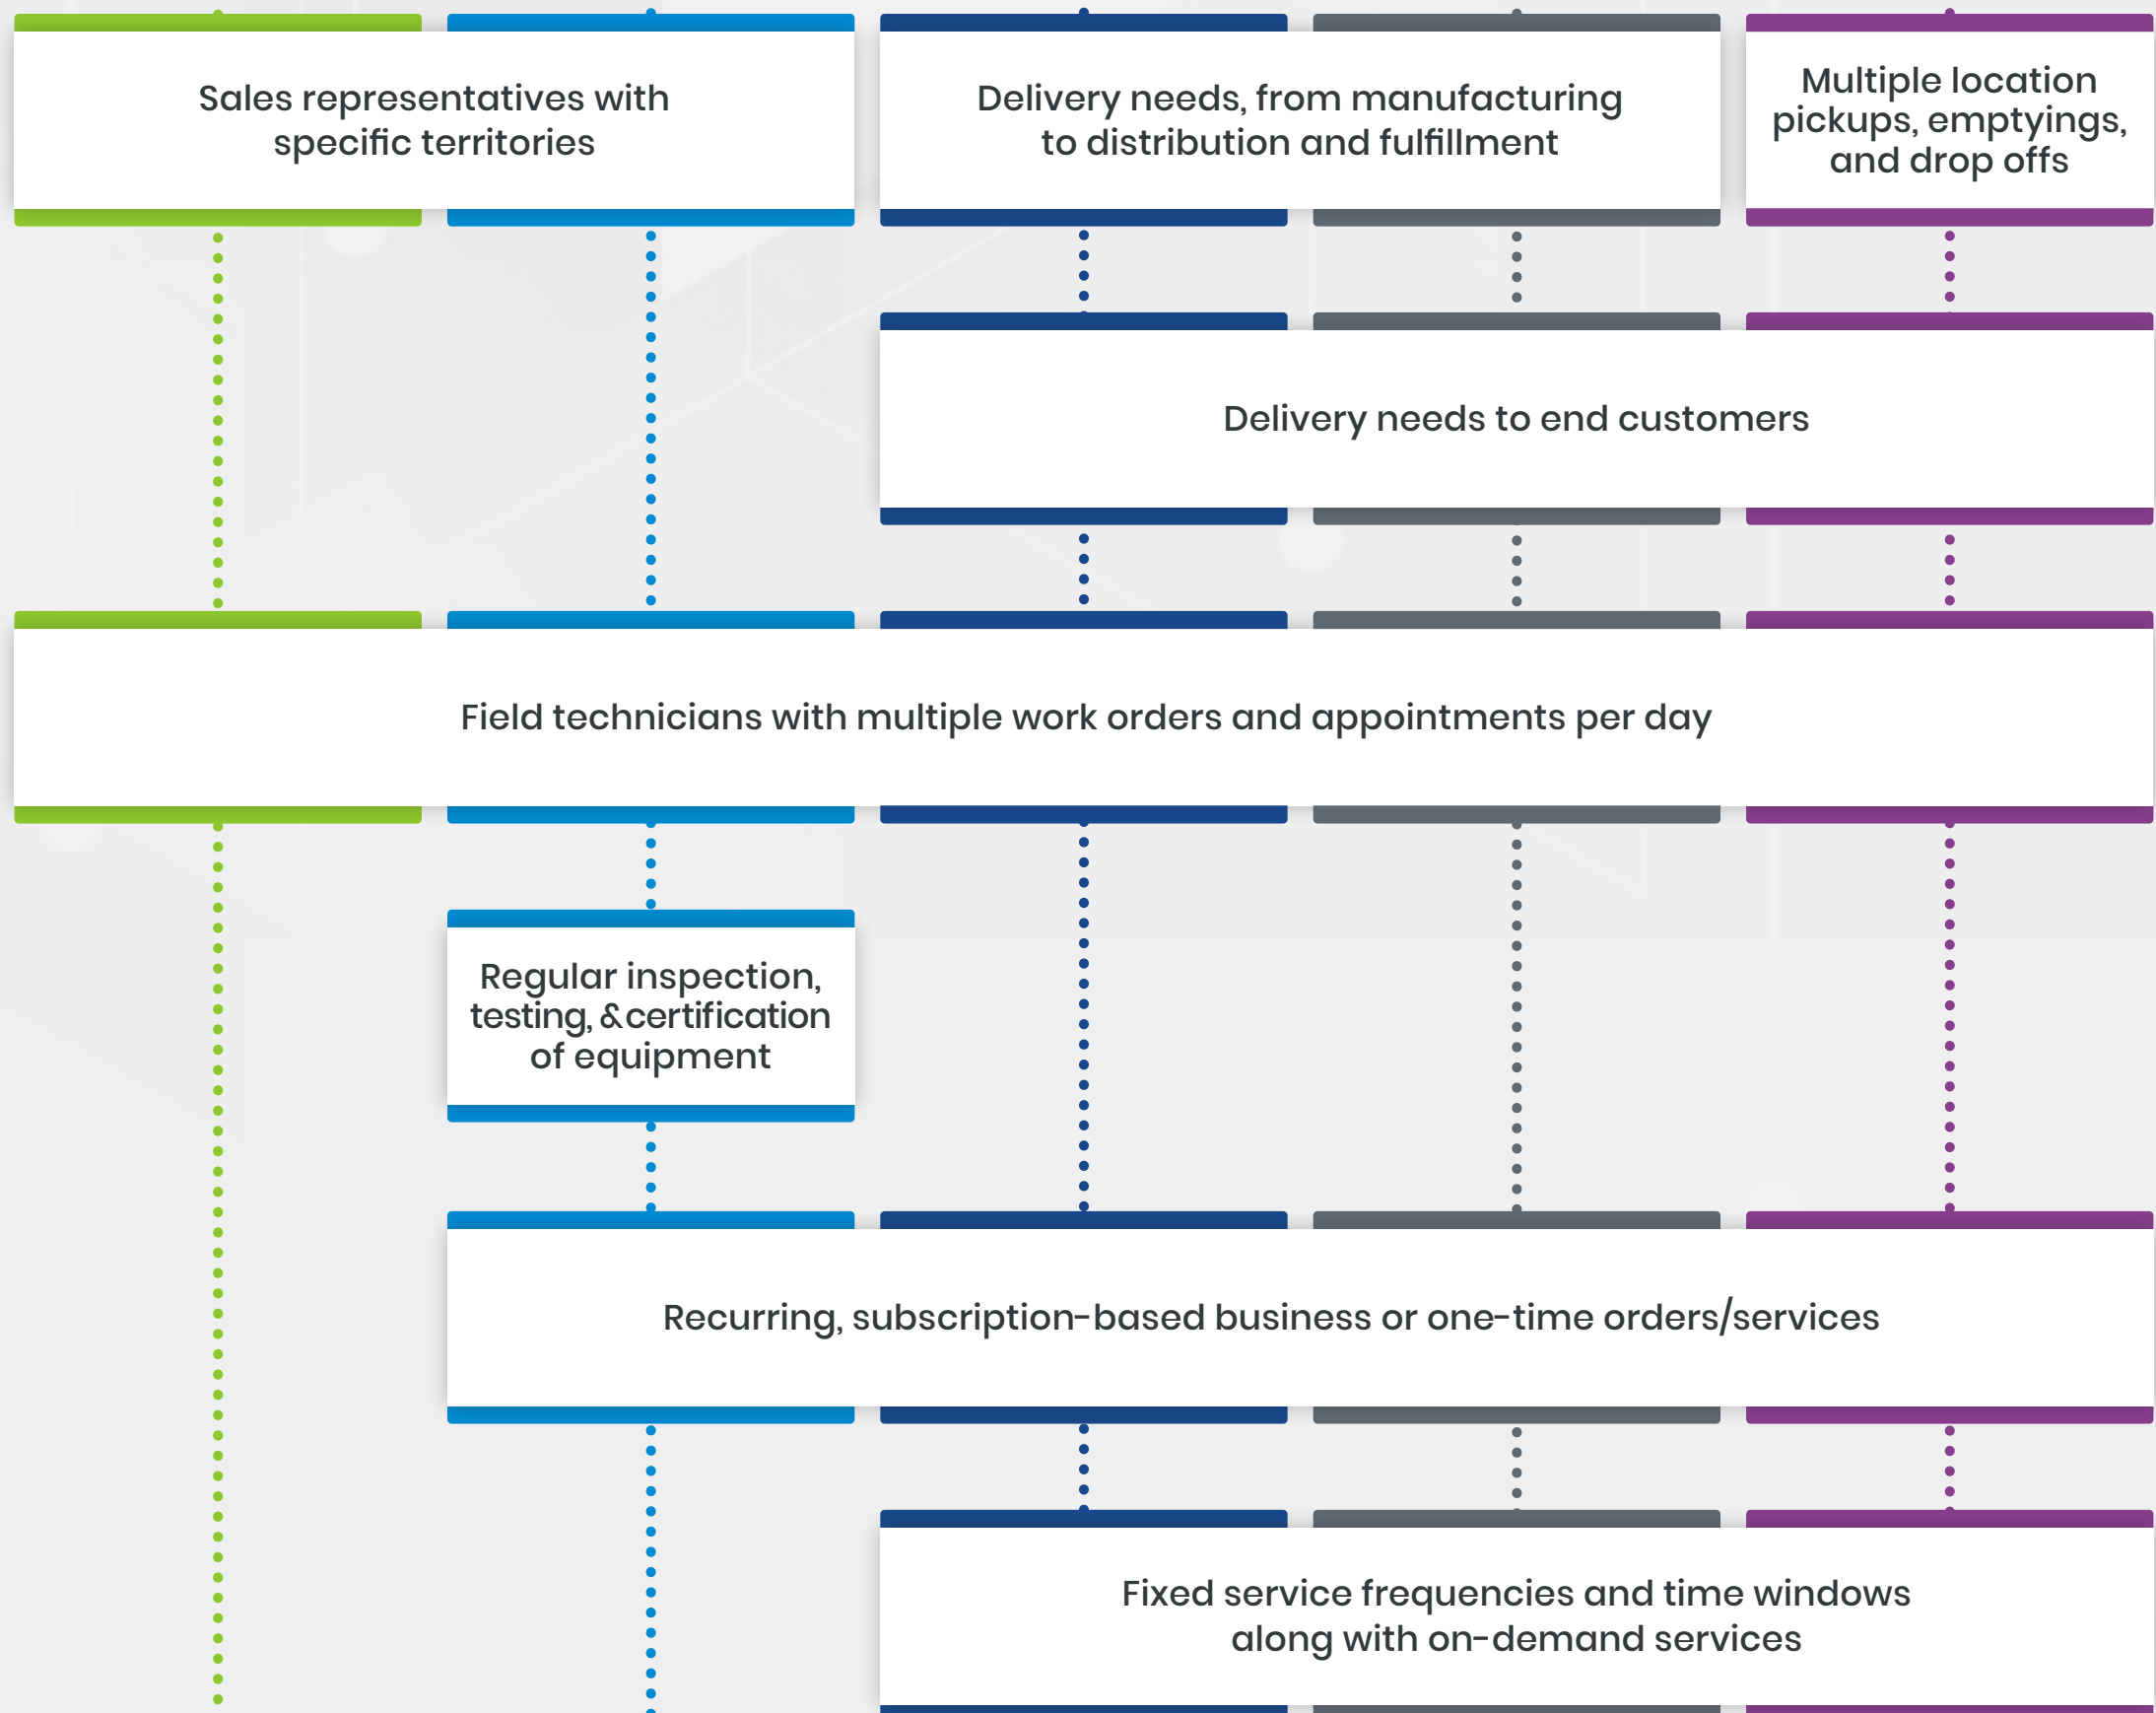 Sales representatives with
specific territories
Delivery needs, from manufacturing
to distribution and fulfillment
Multiple location
pickups, emptyings,
and drop offs
Delivery needs to end customers
Field technicians with multiple work orders and appointments per day
Regular inspection,
testing, & certification
of equipment
Recurring, subscription-based business or one-time orders/services
Fixed service frequencies and time windows
along with on-demand services